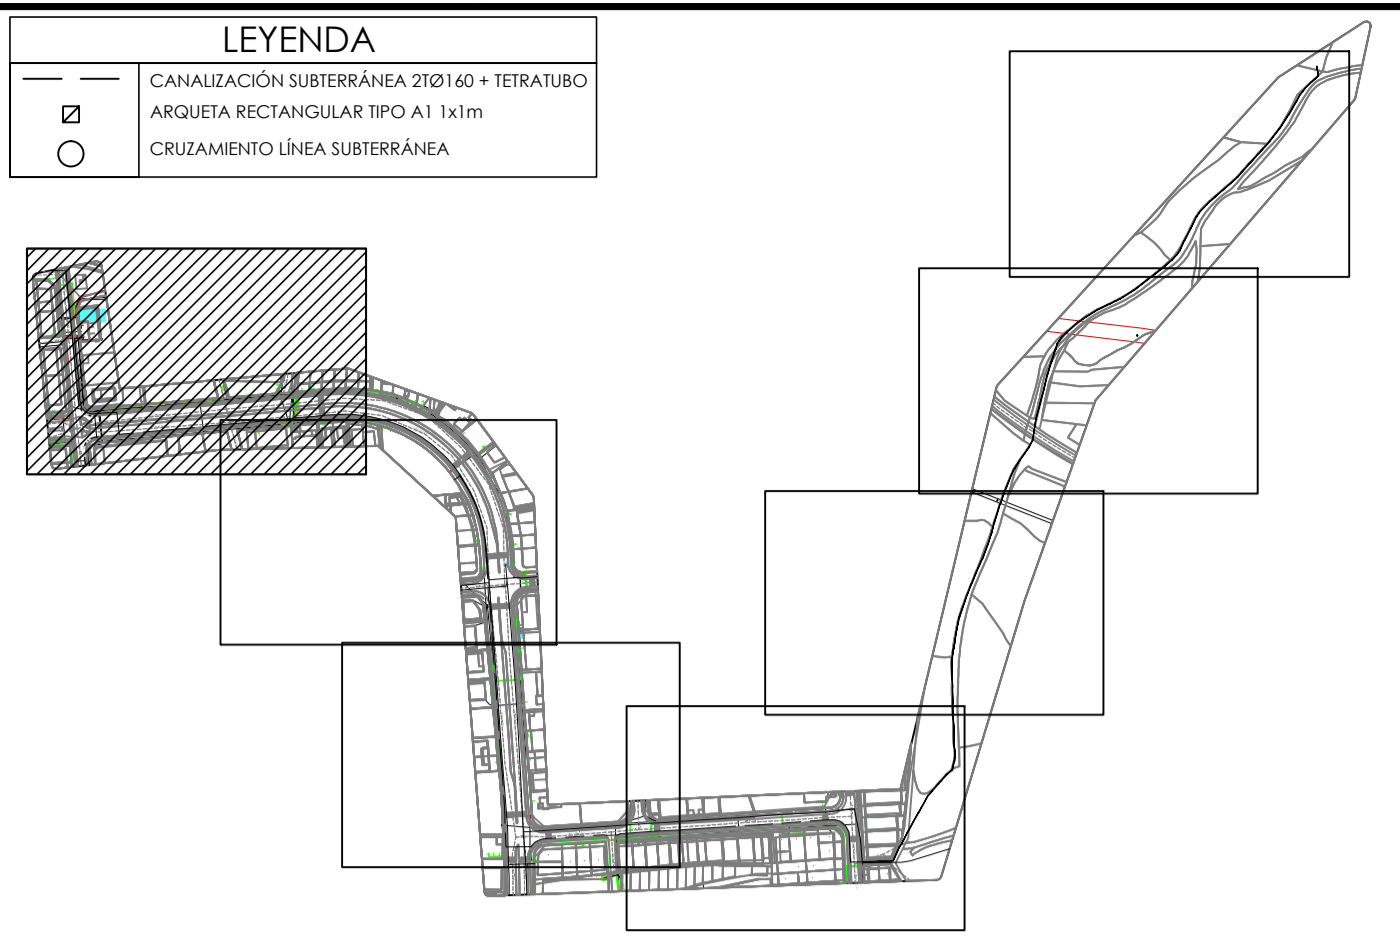 LEYENDA
CANALIZACIÓN SUBTERRÁNEA 2TØ160 + TETRATUBO
ARQUETA RECTANGULAR TIPO A1 1x1m
CRUZAMIENTO LÍNEA SUBTERRÁNEA